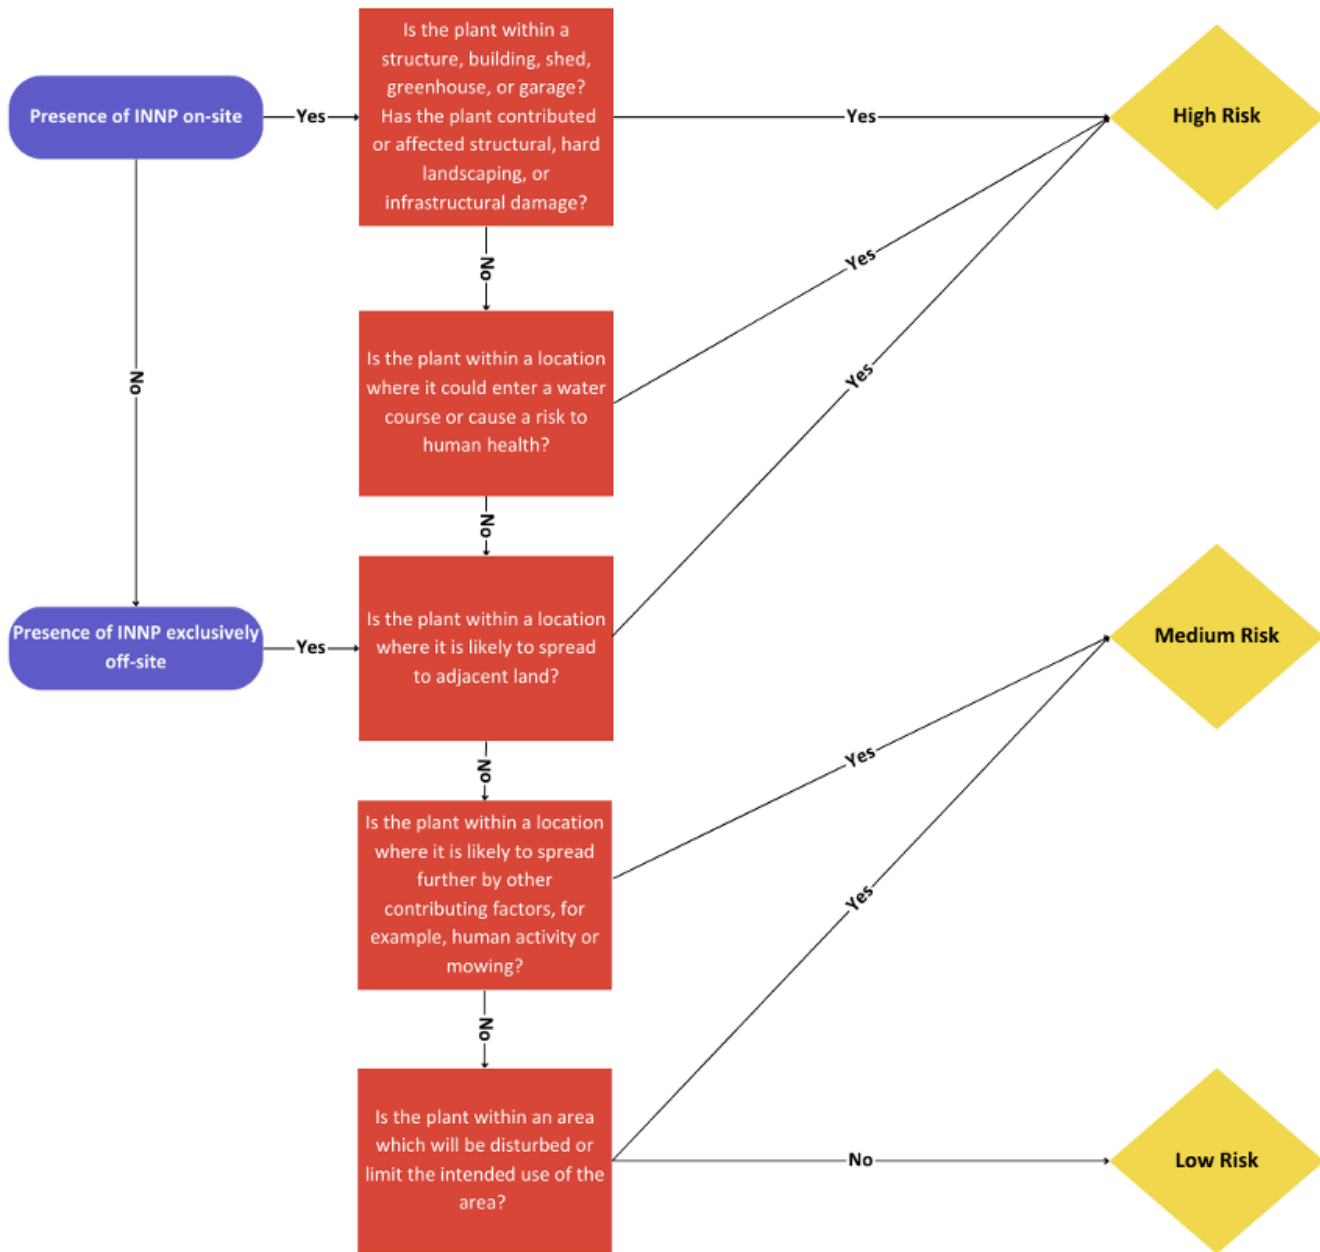 Is the plant within a
structure, building, shed,
greenhouse, or garage?
Has the plant contributed
or affected structural, hard
landscaping, or
infrastructural damage?
Presence of INNP on-site
Yes
Yes
High Risk
No
Yes
No
Is the plant within a location
where it could enter a water
course or cause a risk to
human health?
Yes
No
Presence of INNP exclusively
off-site
Yes
Is the plant within a location
where it is likely to spread
to adjacent land?
Medium Risk
No
Yes
Is the plant within a location
where it is likely to spread
further by other
contributing factors, for
example, human activity or
mowing?
Yes
No
Is the plant within an area
which will be disturbed or
limit the intended use of the
area?
No
Low Risk